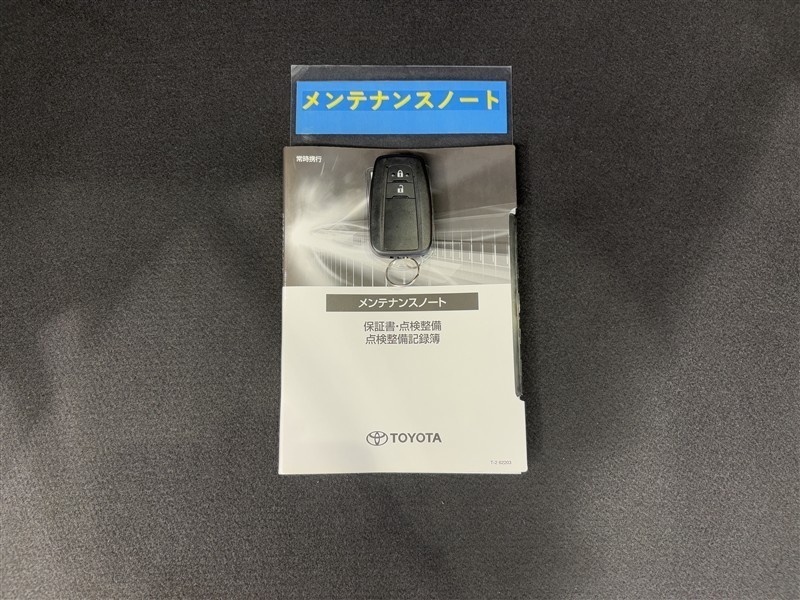 メンテナンスノート
常時携行
メンテナンスノート
保証書・点検整備
点検整備記録簿
TOYOTA